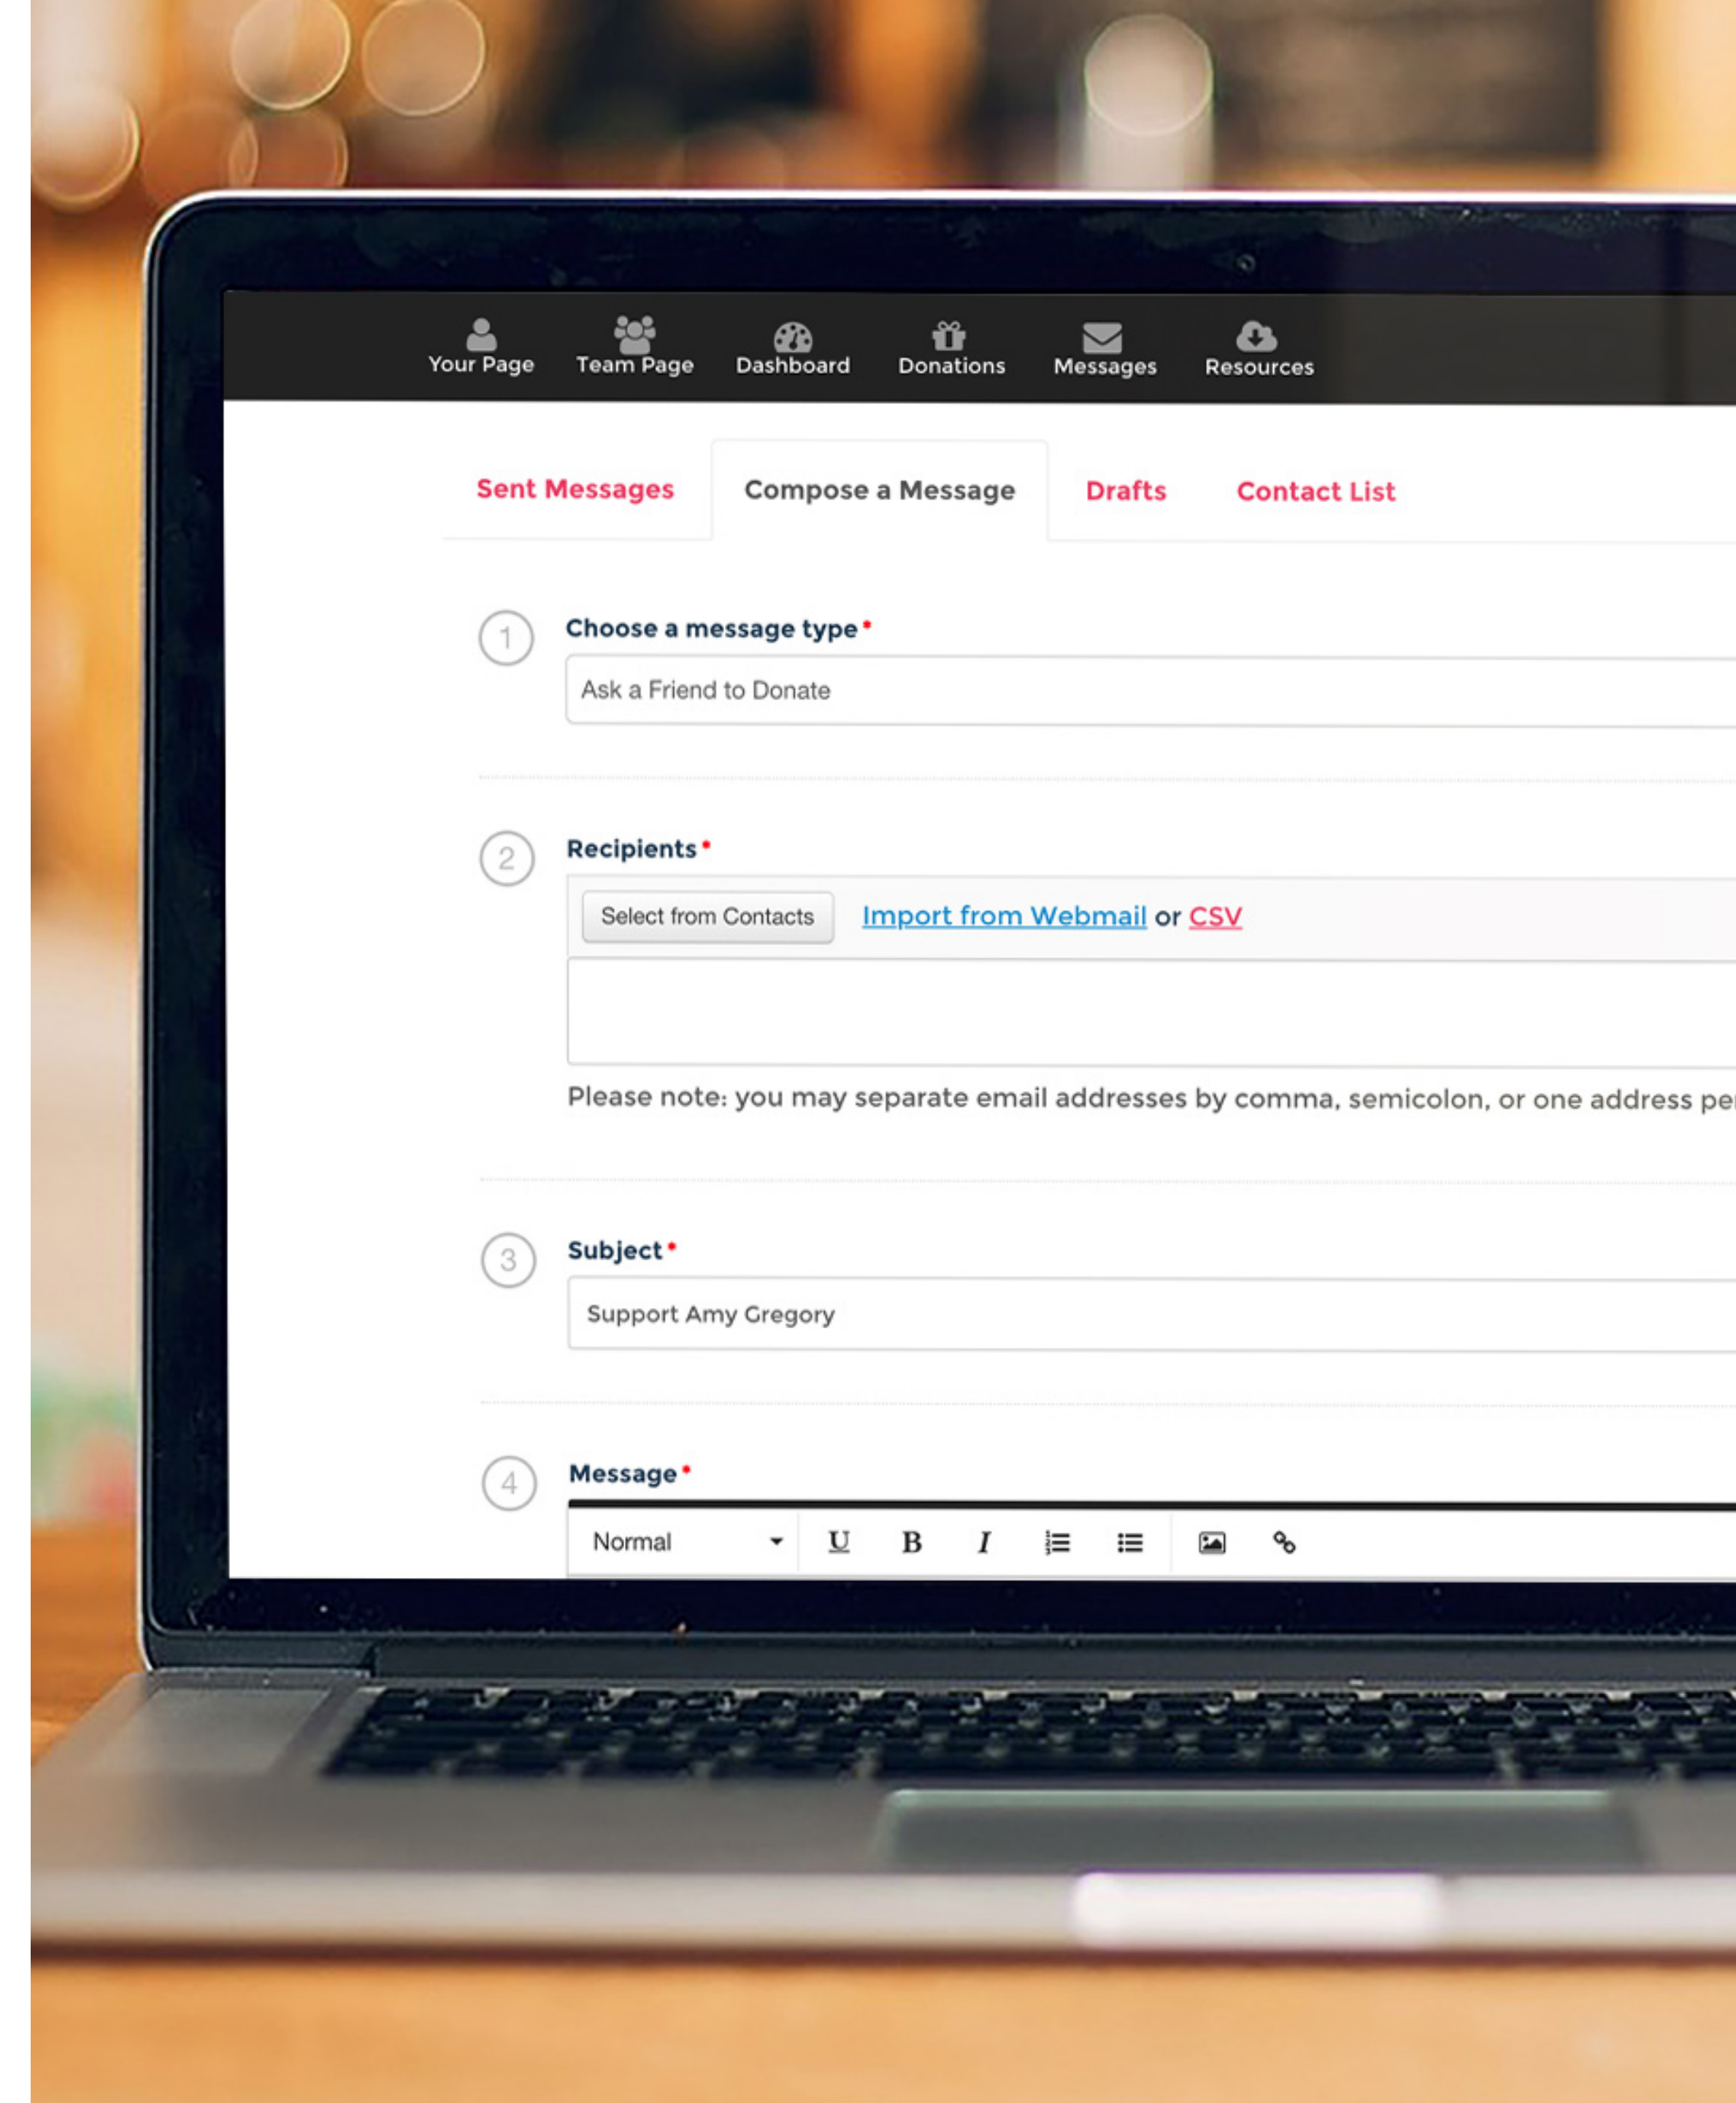 Your Page Team Page Dashboard Donations Messages Resources
Sent Messages Compose a Message Drafts Contact List
1 Choose a message type*
Ask a Friend to Donate
2 Recipients*
Select from Contacts Import from Webmail or CSV
Please note: you may separate email addresses by comma, semicolon, or one address
3 Subject*
Support Amy Gregory
4 Message*
Normal U B I